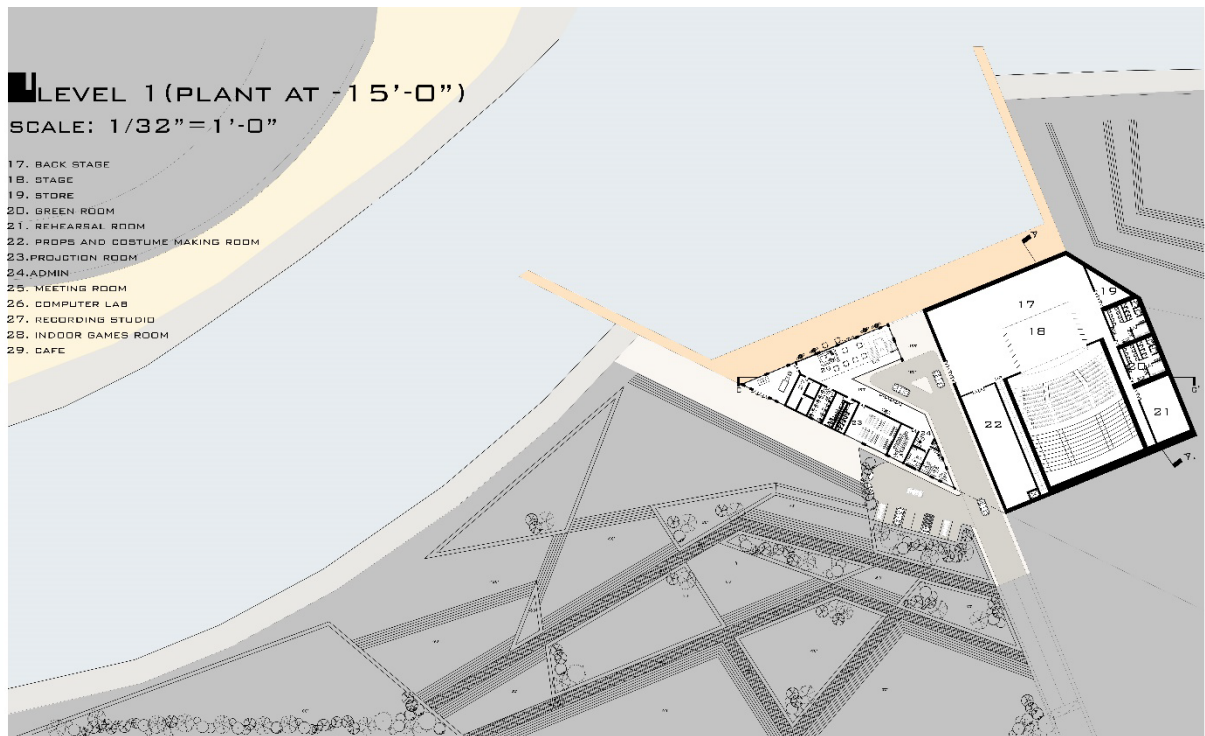 LEVEL 1 (PLANT AT -15'-0")
SCALE: 1/32"=1'-0"
17. BACK STAGE
18. STAGE
19. STORE
20. GREEN ROOM
21. REHEARSAL ROOM
22. PROPS AND COSTUME MAKING ROOM
23.PROJCTION ROOM
24.ADMIN
25. MEETING ROOM
26. COMPUTER LAB
27. RECORDING STUDIO
28. INDOOR GAMES ROOM
29. CAFE
17
19
18
20
21
22
23
24